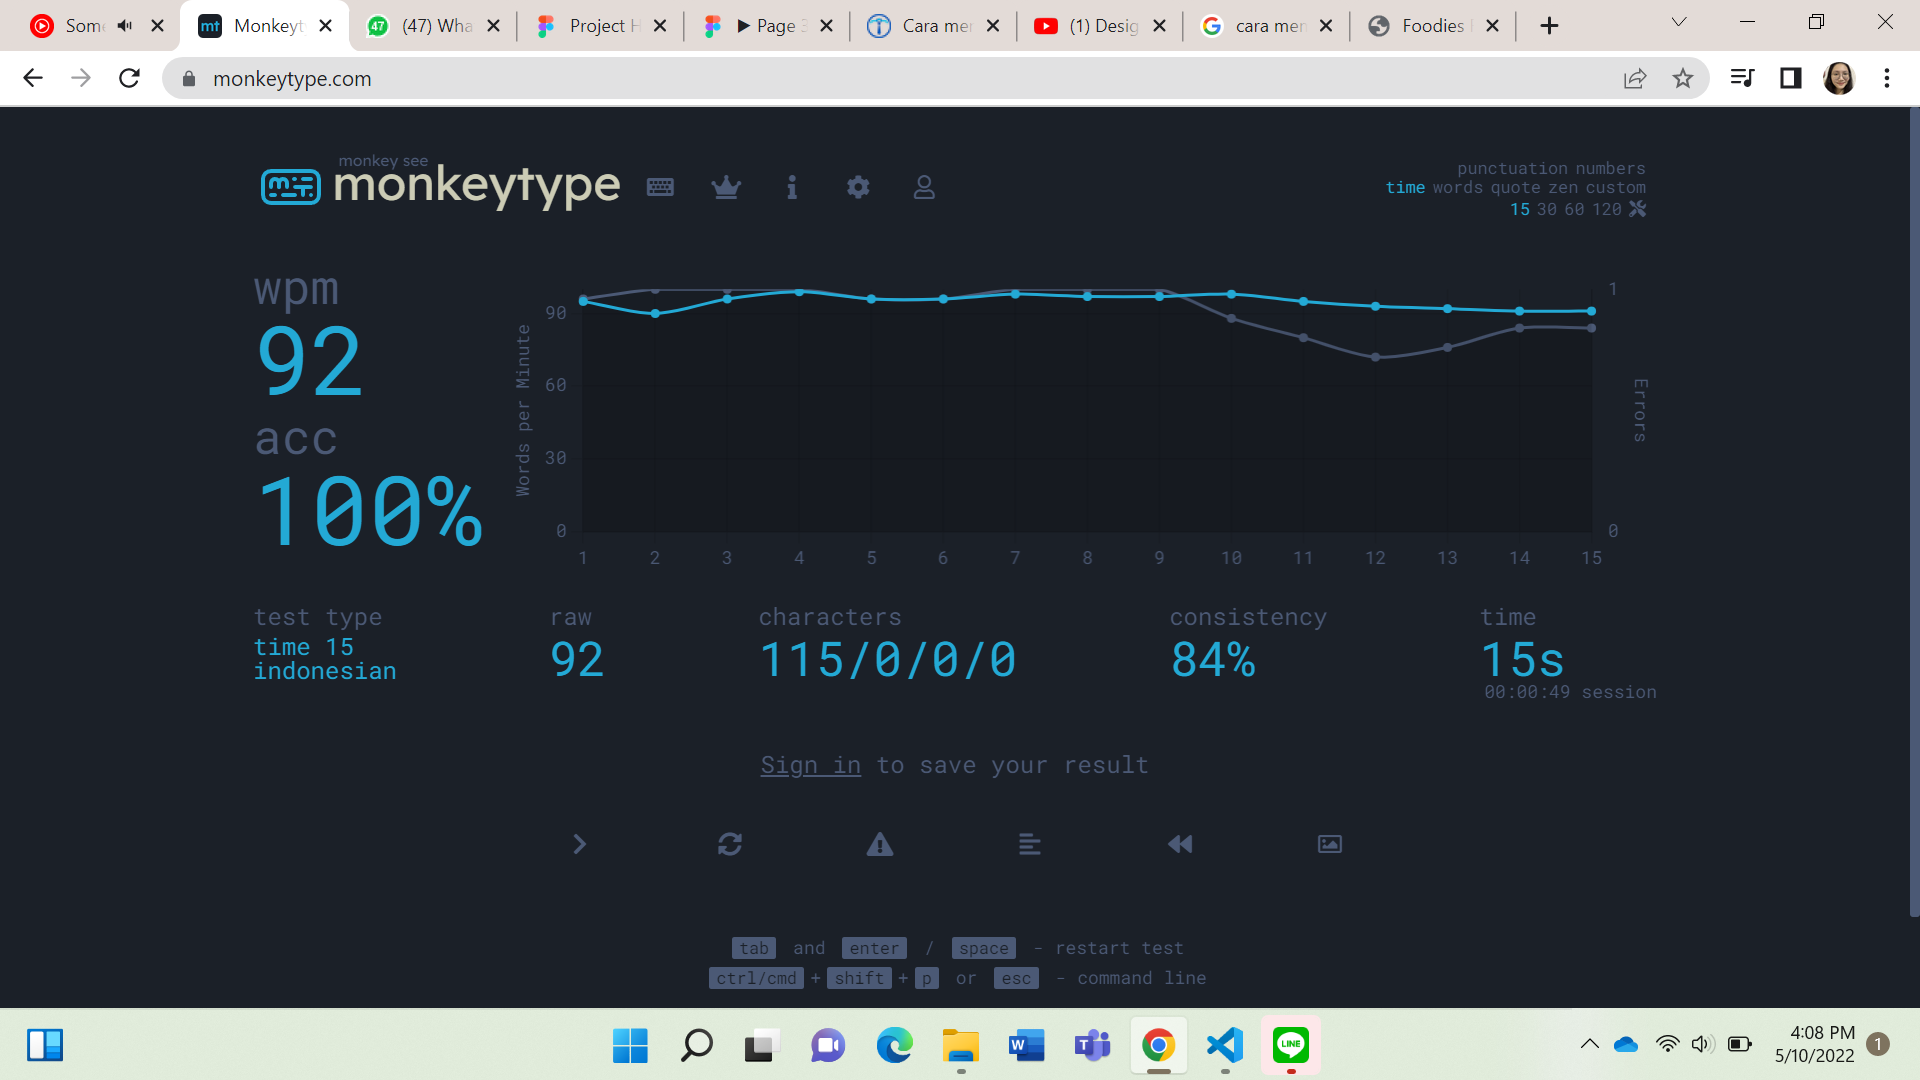 Some
Monkeyt
(47) Wha
Project H
Page 3
Cara men
(1) Desig
cara men
Foodies
monkeytype.com
monkey see
monkeytype
punctuation numbers
time words quote zen custom
15 30 60 120
wpm
92
acc
100%
Words per Minute
90
60
30
0
1 2 3 4 5 6 7 8 9 10 11 12 13 14 15
1
Errors
0
test type
time 15
indonesian
raw
92
characters
115/0/0/0
consistency
84%
time
15s
00:00:49 session
Sign in to save your result
tab and enter / space - restart test
ctrl/cmd + shift + p or esc - command line
LINE
4:08 PM
5/10/2022
1